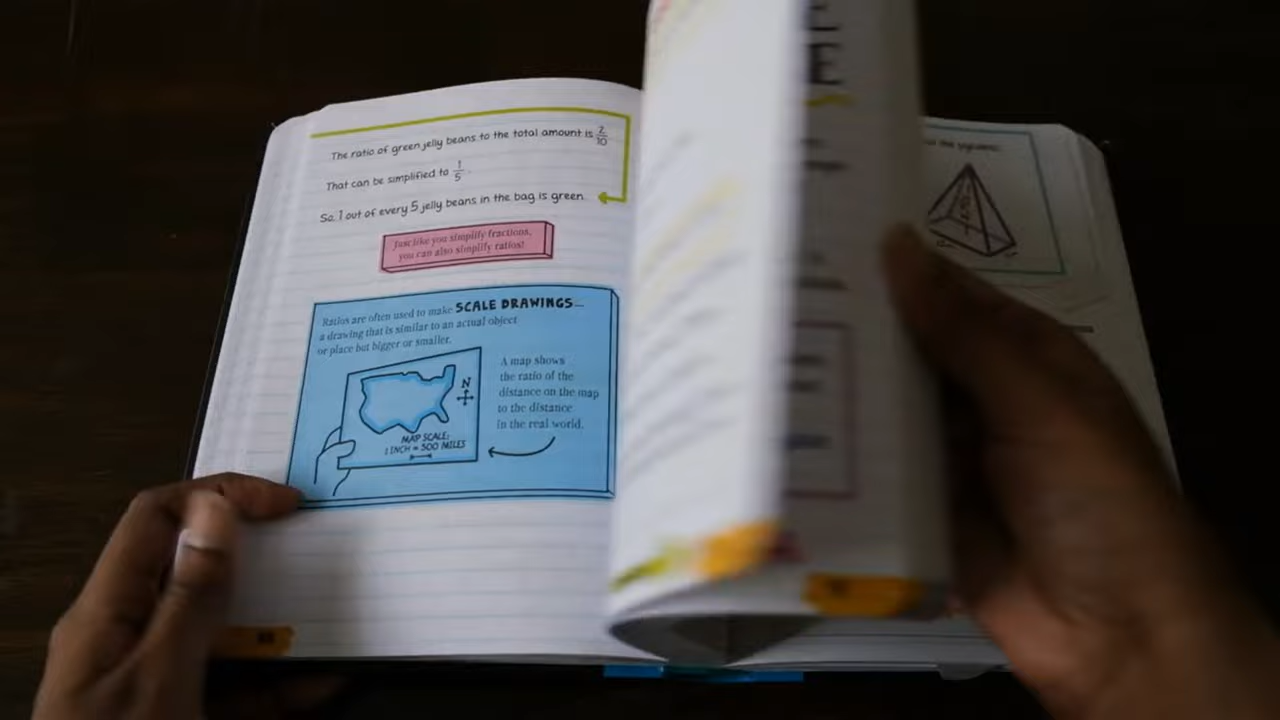 The ratio of green jelly beans to the total amount is 2/10
That can be simplified to 1/5.
So, 1 out of every 5 jelly beans in the bag is green.
Just like you simplify fractions,
you can also simplify ratios!
Ratios are often used to make SCALE DRAWINGS—
a drawing that is similar to an actual object
or place but bigger or smaller.
N
MAP SCALE:
1 INCH = 500 MILES
A map shows
the ratio of the
distance on the map
to the distance
in the real world.
E